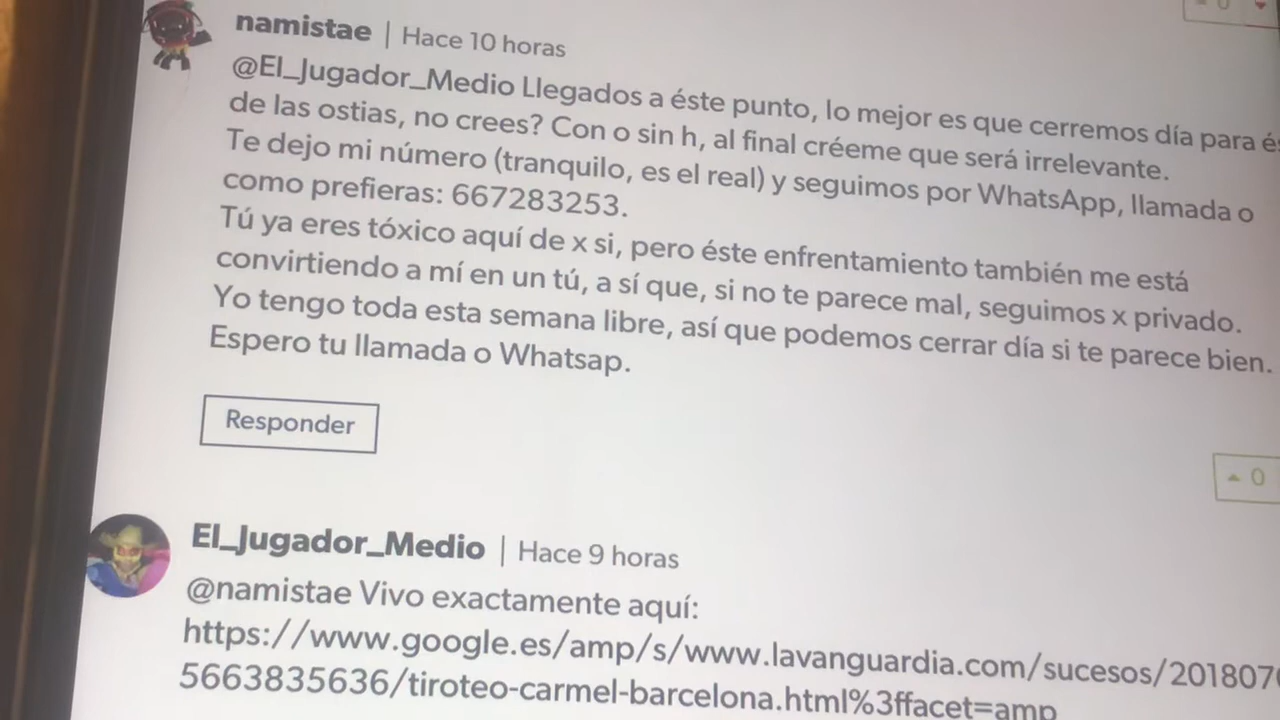 namistae | Hace 10 horas
@El_Jugador_Medio Llegados a éste punto, lo mejor es que cerremos día para
de las ostias, no crees? Con o sin h, al final créeme que será irrelevante.
Te dejo mi número (tranquilo, es el real) y seguimos por WhatsApp, llamada o
como prefieras: 667283253.
Tú ya eres tóxico aquí de x si, pero éste enfrentamiento también me está
convirtiendo a mí en un tú, a sí que, si no te parece mal, seguimos x privado.
Yo tengo toda esta semana libre, así que podemos cerrar día si te parece bien.
Espero tu llamada o Whatsap.
Responder
0
El_Jugador_Medio | Hace 9 horas
@namistae Vivo exactamente aquí:
https://www.google.es/amp/s/www.lavanguardia.com/sucesos/201807
5663835636/tiroteo-carmel-barcelona.html%3ffacet=amp